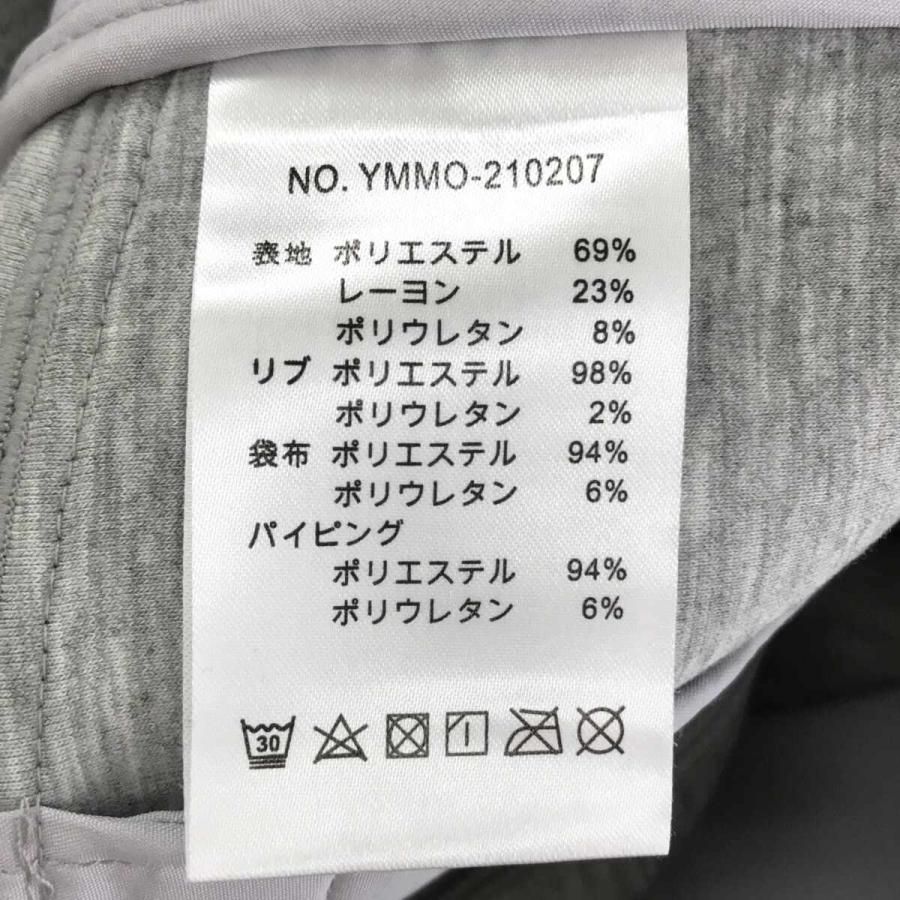 NO. YMMO-210207
表地 ポリエステル 69%
レーヨン 23%
ポリウレタン 8%
リブ ポリエステル 98%
ポリウレタン 2%
袋布 ポリエステル 94%
ポリウレタン 6%
パイピング
ポリエステル 94%
ポリウレタン 6%
30